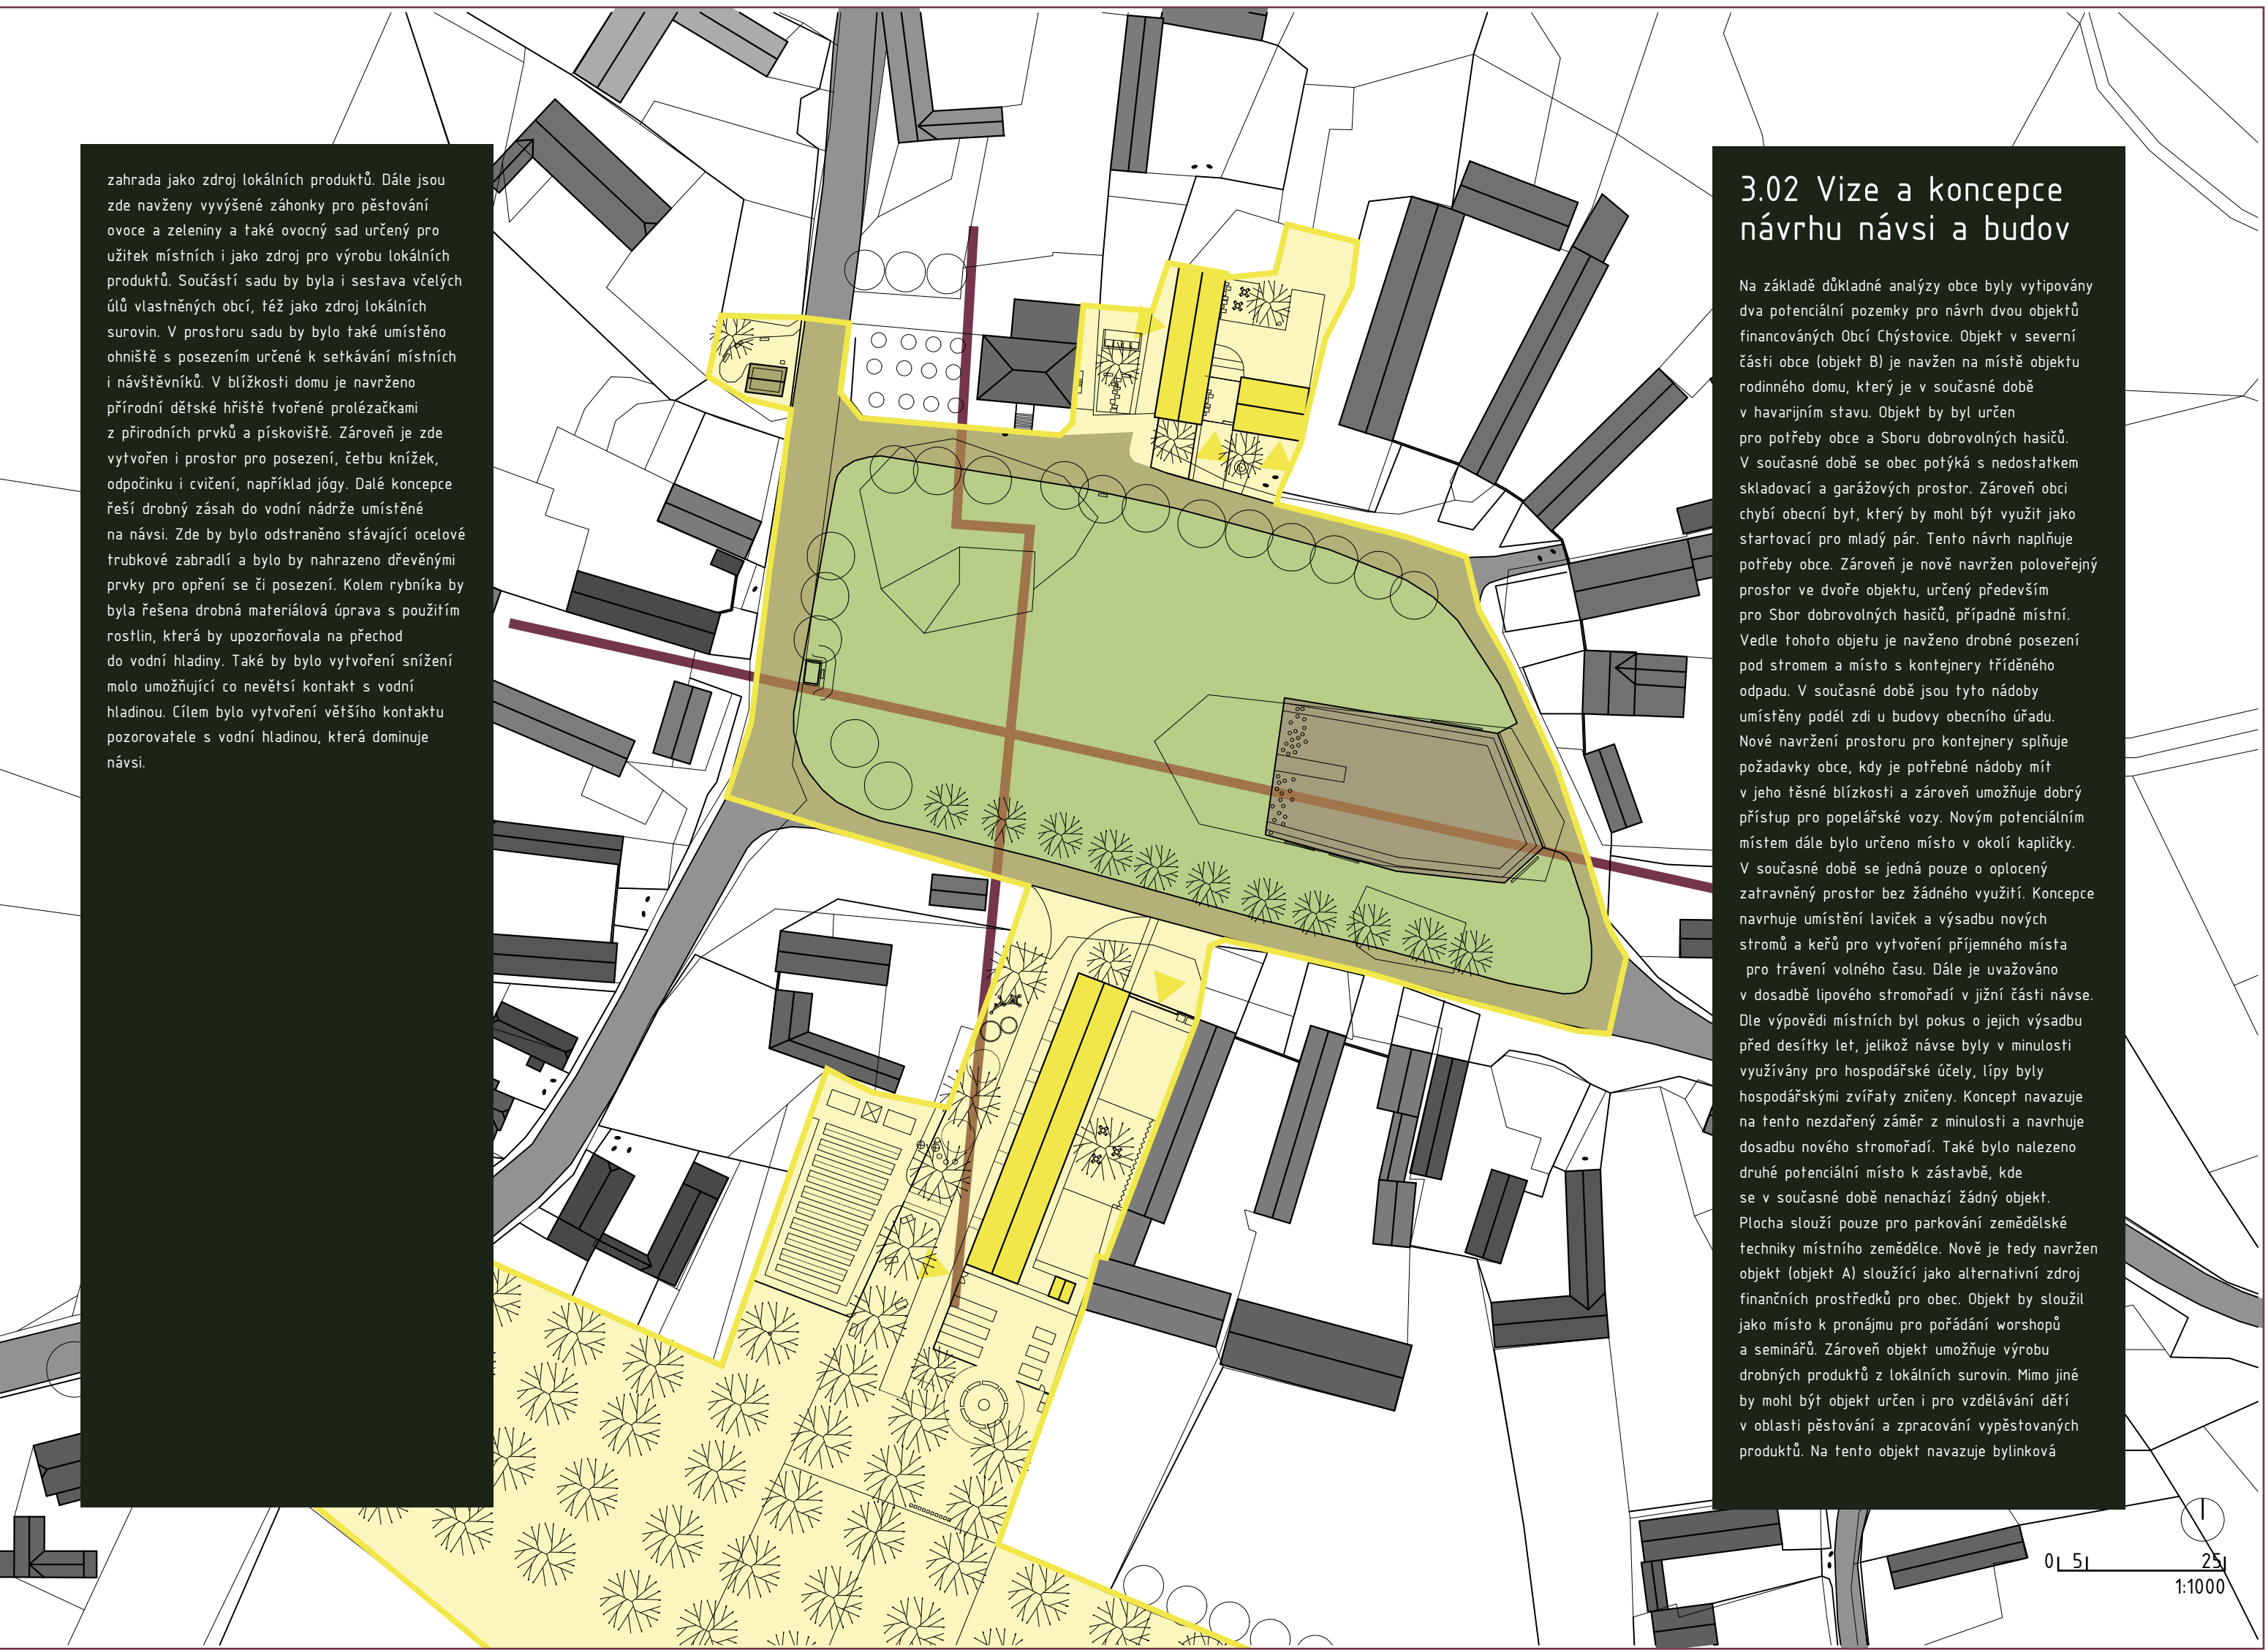 3.02 Vize a koncepce
návrhu návsi a budov
Na základě důkladné analýzy obce byly vytipovány
dva potenciální pozemky pro návrh dvou objektů
financóváných Obcí Chýstovice. Objekt v severní
části obce (objekt B) je navžen na místě objektu
rodinného domu, který je v současné době
v havarijním stavu. Objekt by byl určen
pro potřeby obce a Sboru dobrovolných hasičů.
V současné době se obec potýká s nedostatkem
skladovací a garážových prostor. Zároveň obci
chybí obecní byt, který by mohl být využit jako
startovací pro mladý pár. Tento návrh naplňuje
potřeby obce. Zároveň je nově navržen poloveřejný
prostor ve dvoře objektu, určený především
pro Sbor dobrovolných hasičů, případně místní.
Vedle tohoto objetu je navženo drobné posezení
pod stromem a místo s kontejnery tříděného
odpadu. V současné době jsou tyto nádoby
umístěny podél zdi u budovy obecního úřadu.
Nové navržení prostoru pro kontejnery splňuje
požadavky obce, kdy je potřebné nádoby mít
v jeho těsné blízkosti a zároveň umožňuje dobrý
přístup pro popelářské vozy. Novým potenciálním
místem dále bylo určeno místo v okolí kapličky.
V současné době se jedná pouze o oplocený
zatravněný prostor bez žádného využití. Koncepce
navrhuje umístění laviček a výsadbu nových
stromů a keřů pro vytvoření příjemného místa
pro trávení volného času. Dále je uvažováno
v dosadbě lipového stromořadí v jižní části návse.
Dle výpovědi místních byl pokus o jejich výsadbu
před desítky let, jelikož návse byly v minulosti
využívány pro hospodářské účely, lípy byly
hospodářskými zvířaty zničeny. Koncept navazuje
na tento nezdařený záměr z minulosti a navrhuje
dosadbu nového stromořadí. Také bylo nalezeno
druhé potenciální místo k zástavbě, kde
se v současné době nenachází žádný objekt.
Plocha slouží pouze pro parkování zemědělské
techniky místního zemědělce. Nově je tedy navržen
objekt (objekt A) sloužící jako alternativní zdroj
finančních prostředků pro obec. Objekt by sloužil
jako místo k pronájmu pro pořádání worshopů
a seminářů. Zároveň objekt umožňuje výrobu
drobných produktů z lokálních surovin. Mimo jiné
by mohl být objekt určen i pro vzdělávání dětí
v oblasti pěstování a zpracování vypěstovaných
produktů. Na tento objekt navazuje bylinková
zahrada jako zdroj lokálních produktů. Dále jsou
zde navženy vyvýšené záhonky pro pěstování
ovoce a zeleniny a také ovocný sad určený pro
užitek místních i jako zdroj pro výrobu lokálních
produktů. Součástí sadu by byla i sestava včelých
úlů vlastněných obcí, též jako zdroj lokálních
surovin. V prostoru sadu by bylo také umístěno
ohniště s posezením určené k setkávání místních
i návštěvníků. V blížkosti domu je navrženo
přírodní dětské hřiště tvořené prolézačkami
z přirodních prvků a pískoviště. Zároveň je zde
vytvořen i prostor pro posezení, četbu knížek,
odpočinku i cvičení, například jógy. Dalé koncepce
řeší drobný zásah do vodní nádrže umístěné
na návsi. Zde by bylo odstraněno stávající ocelové
trubkové zabradlí a bylo by nahrazeno dřevěnými
prvky pro opření se či posezení. Kolem rybníka by
byla řešena drobná materiálová úprava s použitím
rostlin, která by upozorňovala na přechod
do vodní hladiny. Také by bylo vytvoření snížení
molo umožňující co nevětsí kontakt s vodní
hladinou. Cílem bylo vytvoření většího kontaktu
pozorovatele s vodní hladinou, která dominuje
návsi.
0 5 25
1:1000